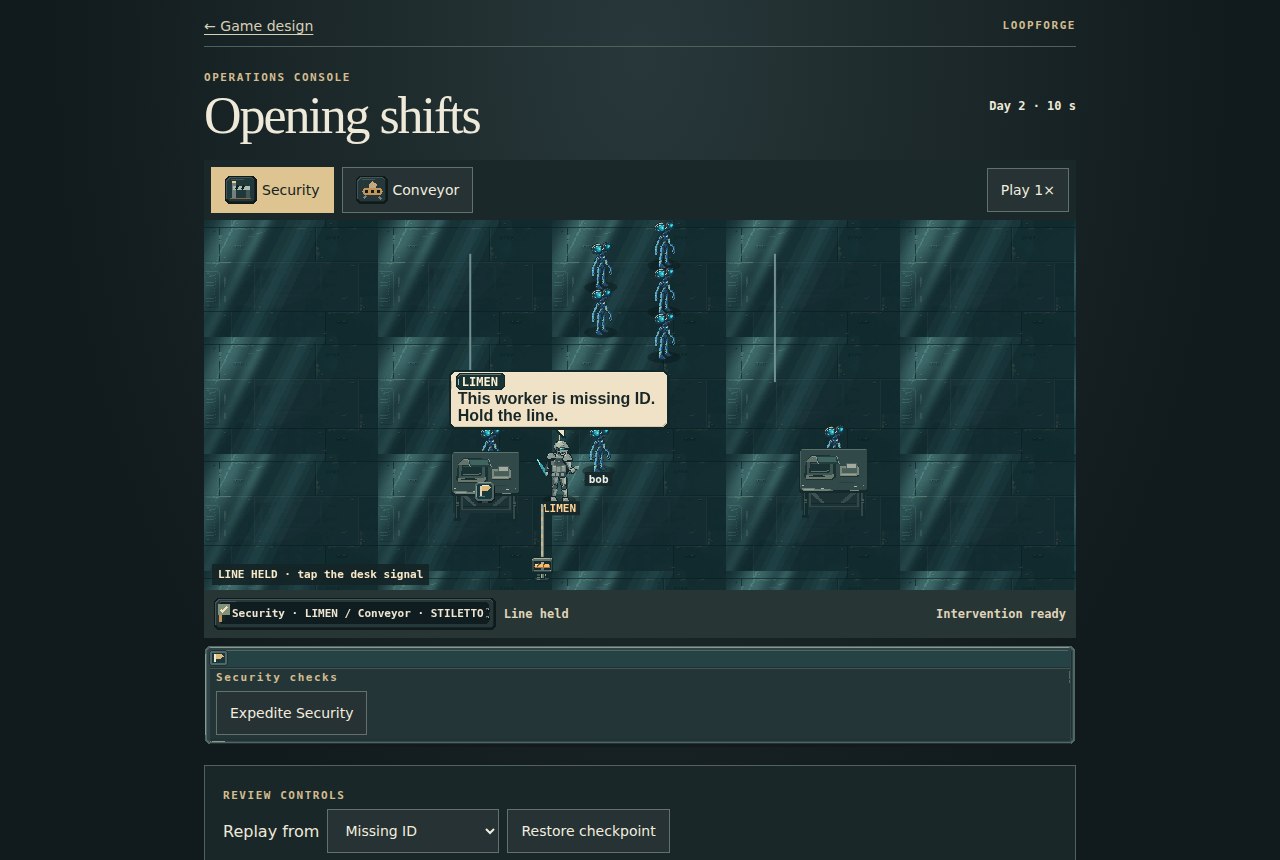 ← Game design
LOOPFORGE
OPERATIONS CONSOLE
Opening shifts
Day 2 · 10 s
Security
Conveyor
Play 1×
LIMEN
This worker is missing ID.
Hold the line.
bob
LIMEN
LINE HELD · tap the desk signal
Security · LIMEN / Conveyor · STILETTO
Line held
Intervention ready
Security checks
Expedite Security
REVIEW CONTROLS
Replay from
Missing ID
Restore checkpoint